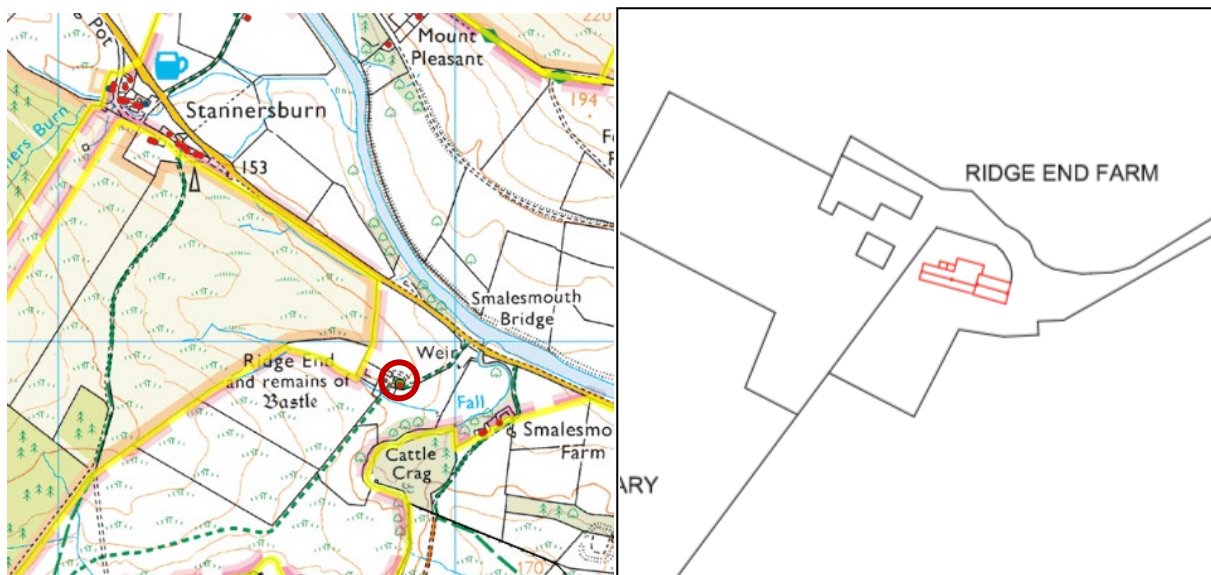 Pot
220
Mount
Pleasant
194
Stannersburn
Burn
153
Smalesmouth
Bridge
Weir
Ridge End
and remains of
Bastle
Fall
Smalesmo
Farm
Cattle
Crag
170
RIDGE END FARM
ARY